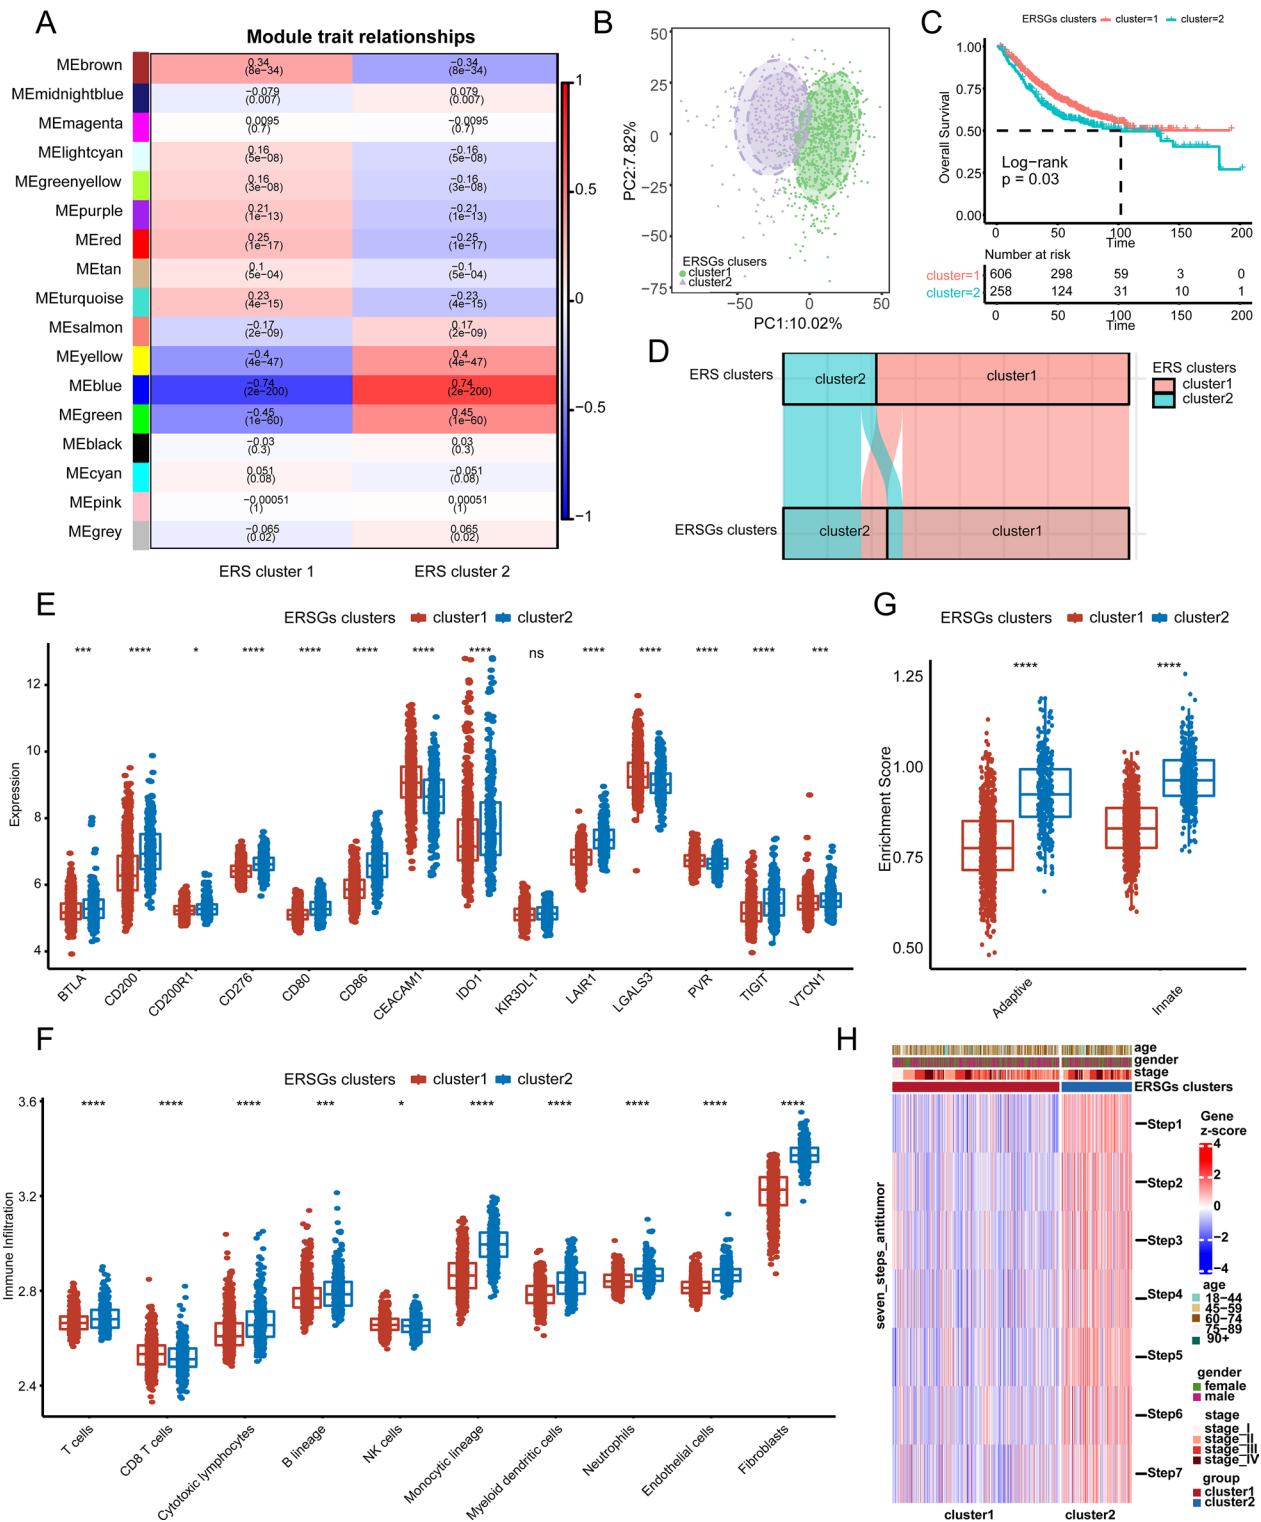 A
Module trait relationships
MEbrown 0.34 (8e−34) −0.34 (8e−34)
MEmidnightblue −0.079 (0.007) 0.079 (0.007)
MEmagenta 0.0095 (0.7) −0.0095 (0.7)
MElightcyan 0.16 (5e−08) −0.16 (5e−08)
MEgreenyellow 0.16 (3e−08) −0.16 (3e−08)
MEpurple 0.21 (1e−13) −0.21 (1e−13)
MEred 0.25 (1e−17) −0.25 (1e−17)
MEtan 0.1 (5e−04) −0.1 (5e−04)
MEturquoise 0.23 (4e−15) −0.23 (4e−15)
MEsalmon −0.17 (2e−09) 0.17 (2e−09)
MEyellow −0.4 (4e−47) 0.4 (4e−47)
MEblue −0.74 (2e−200) 0.74 (2e−200)
MEgreen −0.45 (1e−60) 0.45 (1e−60)
MEblack −0.03 (0.3) 0.03 (0.3)
MEcyan 0.051 (0.08) −0.051 (0.08)
MEpink −0.00051 (1) 0.00051 (1)
MEgrey −0.065 (0.02) 0.065 (0.02)
ERS cluster 1 ERS cluster 2
1
0.5
0
−0.5
−1
B
PC2:7.82%
50
25
0
−25
−50
−75
ERSGs clusers
cluster1
cluster2
−50 0 50
PC1:10.02%
C
ERSGs clusters cluster=1 cluster=2
Overall Survival
1.00
0.75
0.50
0.25
0.00
Log−rank
p = 0.03
0 50 100 150 200
Time
Number at risk
cluster=1 606 298 59 3 0
cluster=2 258 124 31 10 1
0 50 100 150 200
Time
D
ERS clusters cluster2 cluster1
ERSGs clusters cluster2 cluster1
ERS clusters
cluster1
cluster2
E
ERSGs clusters cluster1 cluster2
*** **** * **** **** **** **** **** ns **** **** **** **** ***
Expression
12
10
8
6
4
BTLA CD200 CD200R1 CD276 CD80 CD86 CEACAM1 IDO1 KIR3DL1 LAIR1 LGALS3 PVR TIGIT VTCN1
G
ERSGs clusters cluster1 cluster2
**** ****
Enrichment Score
1.25
1.00
0.75
0.50
Adaptive Innate
F
ERSGs clusters cluster1 cluster2
**** **** **** *** * **** **** **** **** ****
Immune Infiltration
3.6
3.2
2.8
2.4
T cells CD8 T cells Cytotoxic lymphocytes B lineage NK cells Monocytic lineage Myeloid dendritic cells Neutrophils Endothelial cells Fibroblasts
H
age
gender
stage
ERSGs clusters
seven_steps_antitumor
Step1
Step2
Step3
Step4
Step5
Step6
Step7
cluster1 cluster2
Gene
z−score
4
2
0
−2
−4
age
18−44
45−59
60−74
75−89
90+
gender
female
male
stage
stage_I
stage_II
stage_III
stage_IV
group
cluster1
cluster2